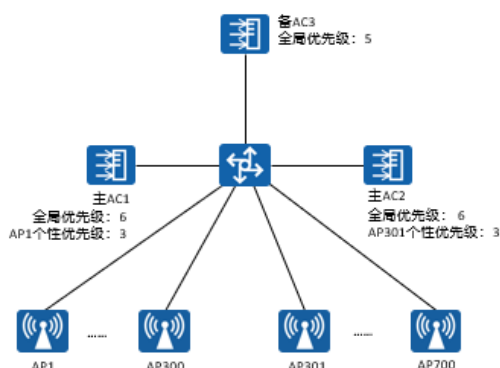 备AC3
全局优先级：5
主AC1
全局优先级：6
AP1个性优先级：3
主AC2
全局优先级：6
AP301个性优先级：3
AP1
……
AP300
AP301
……
AP700